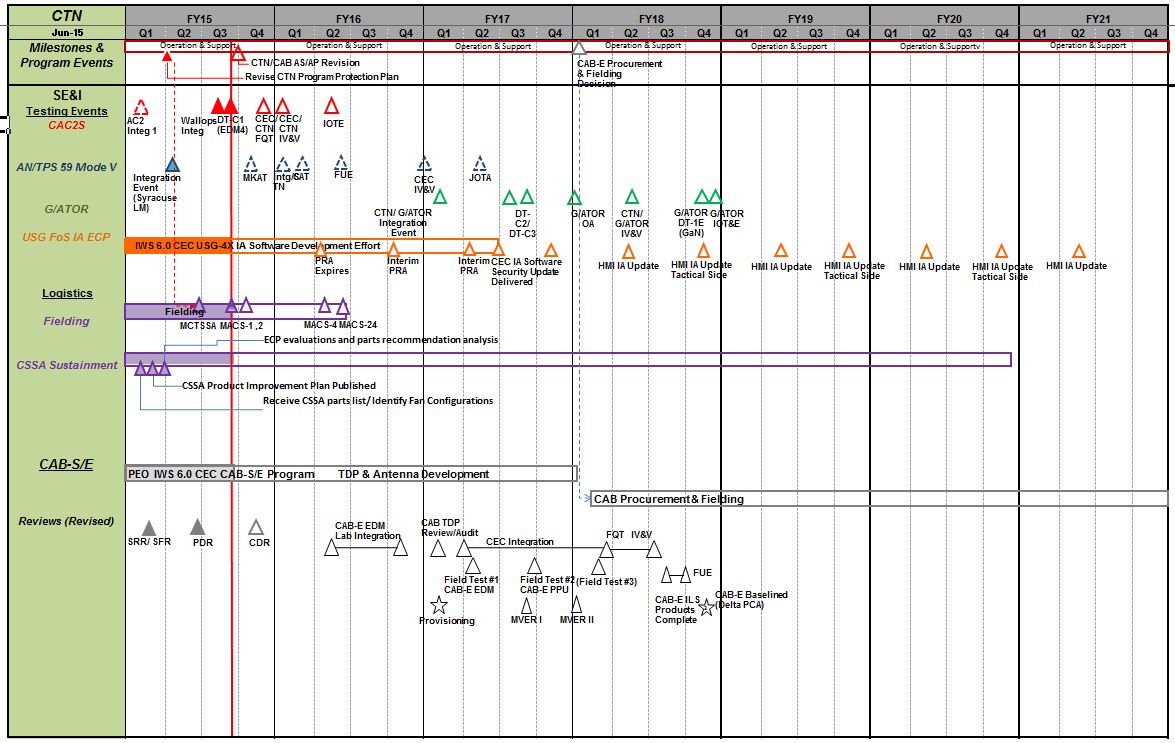 CTN FY15 FY16 FY17 FY18 FY19 FY20 FY21
Jun-15 Q1 Q2 Q3 Q4 Q1 Q2 Q3 Q4 Q1 Q2 Q3 Q4 Q1 Q2 Q3 Q4 Q1 Q2 Q3 Q4 Q1 Q2 Q3 Q4 Q1 Q2 Q3 Q4
Milestones &
Program Events
Operation & Support Operation & Support Operation & Support Operation & Support Operation & Support Operation & Supportv Operation & Support
CTN/CAB AS/AP Revision
Revise CTN Program Protection Plan
CAB-E Procurement
& Fielding
Decision
SE&I
Testing Events
CAC2S
AC2
Integ 1
Wallops
Integ
DT-C1
(EDM4)
CEC/
CTN
FQT
CEC/
CTN
IV&V
IOTE
AN/TPS 59 Mode V
Integration
Event
(Syracuse
LM)
MKAT
Intg/
TN
SAT
FUE
CEC
IV&V
JOTA
G/ATOR
CTN/ G/ATOR
Integration
Event
DT-
C2/
DT-C3
G/ATOR
OA
CTN/
G/ATOR
IV&V
G/ATOR
DT-1E
(GaN)
G/ATOR
IOT&E
USG FoS IA ECP
IWS 6.0 CEC USG-4X IA Software Development Effort
PRA
Expires
Interim
PRA
Interim
PRA
CEC IA Software
Security Update
Delivered
HMI IA Update
HMI IA Update
Tactical Side
HMI IA Update
HMI IA Update
Tactical Side
HMI IA Update
HMI IA Update
Tactical Side
HMI IA Update
Logistics
Fielding
Fielding
MCTSSA MACS-1 ,2 MACS-4 MACS-24
ECP evaluations and parts recommendation analysis
CSSA Sustainment
CSSA Product Improvement Plan Published
Receive CSSA parts list/ Identify Fan Configurations
CAB-S/E
PEO IWS 6.0 CEC CAB-S/E Program TDP & Antenna Development
CAB Procurement & Fielding
Reviews (Revised)
SRR/ SFR
PDR
CDR
CAB-E EDM
Lab Integration
CAB TDP
Review/Audit
CEC Integration
FQT IV&V
Field Test #1
CAB-E EDM
Field Test #2
CAB-E PPU
(Field Test #3)
FUE
Provisioning
MVER I
MVER II
CAB-E ILS
Products
Complete
CAB-E Baselined
(Delta PCA)